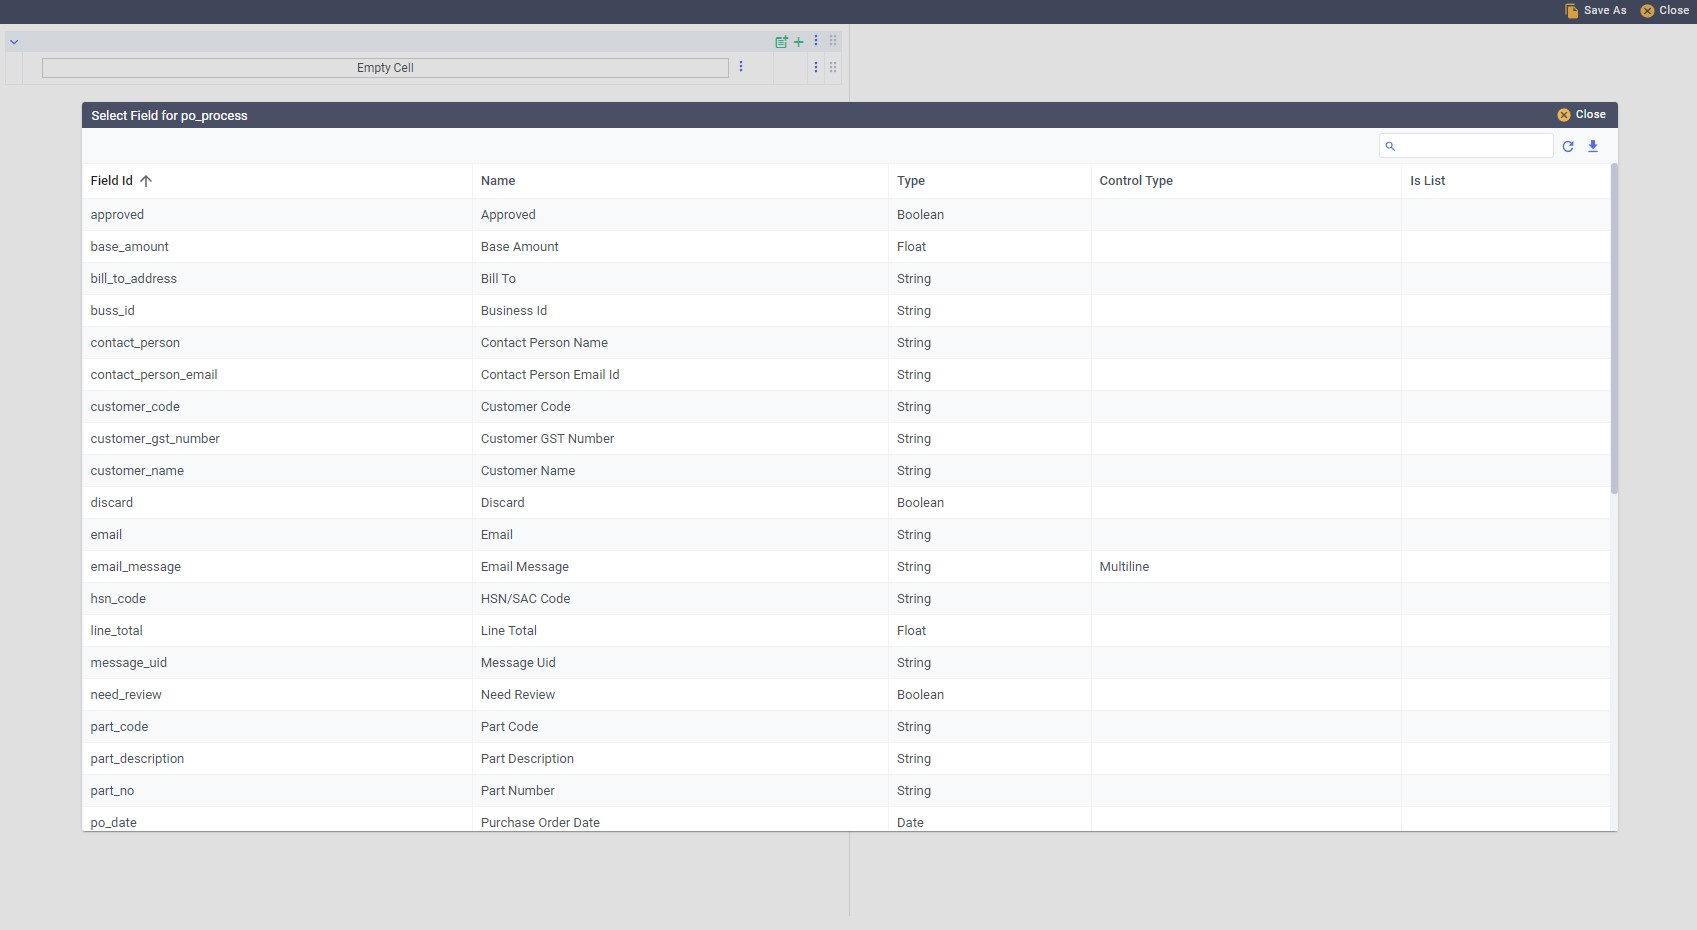 Save As Close
Empty Cell
Select Field for po_process Close
Field Id Name Type Control Type Is List
approved Approved Boolean
base_amount Base Amount Float
bill_to_address Bill To String
buss_id Business Id String
contact_person Contact Person Name String
contact_person_email Contact Person Email Id String
customer_code Customer Code String
customer_gst_number Customer GST Number String
customer_name Customer Name String
discard Discard Boolean
email Email String
email_message Email Message String Multiline
hsn_code HSN/SAC Code String
line_total Line Total Float
message_uid Message Uid String
need_review Need Review Boolean
part_code Part Code String
part_description Part Description String
part_no Part Number String
po_date Purchase Order Date Date